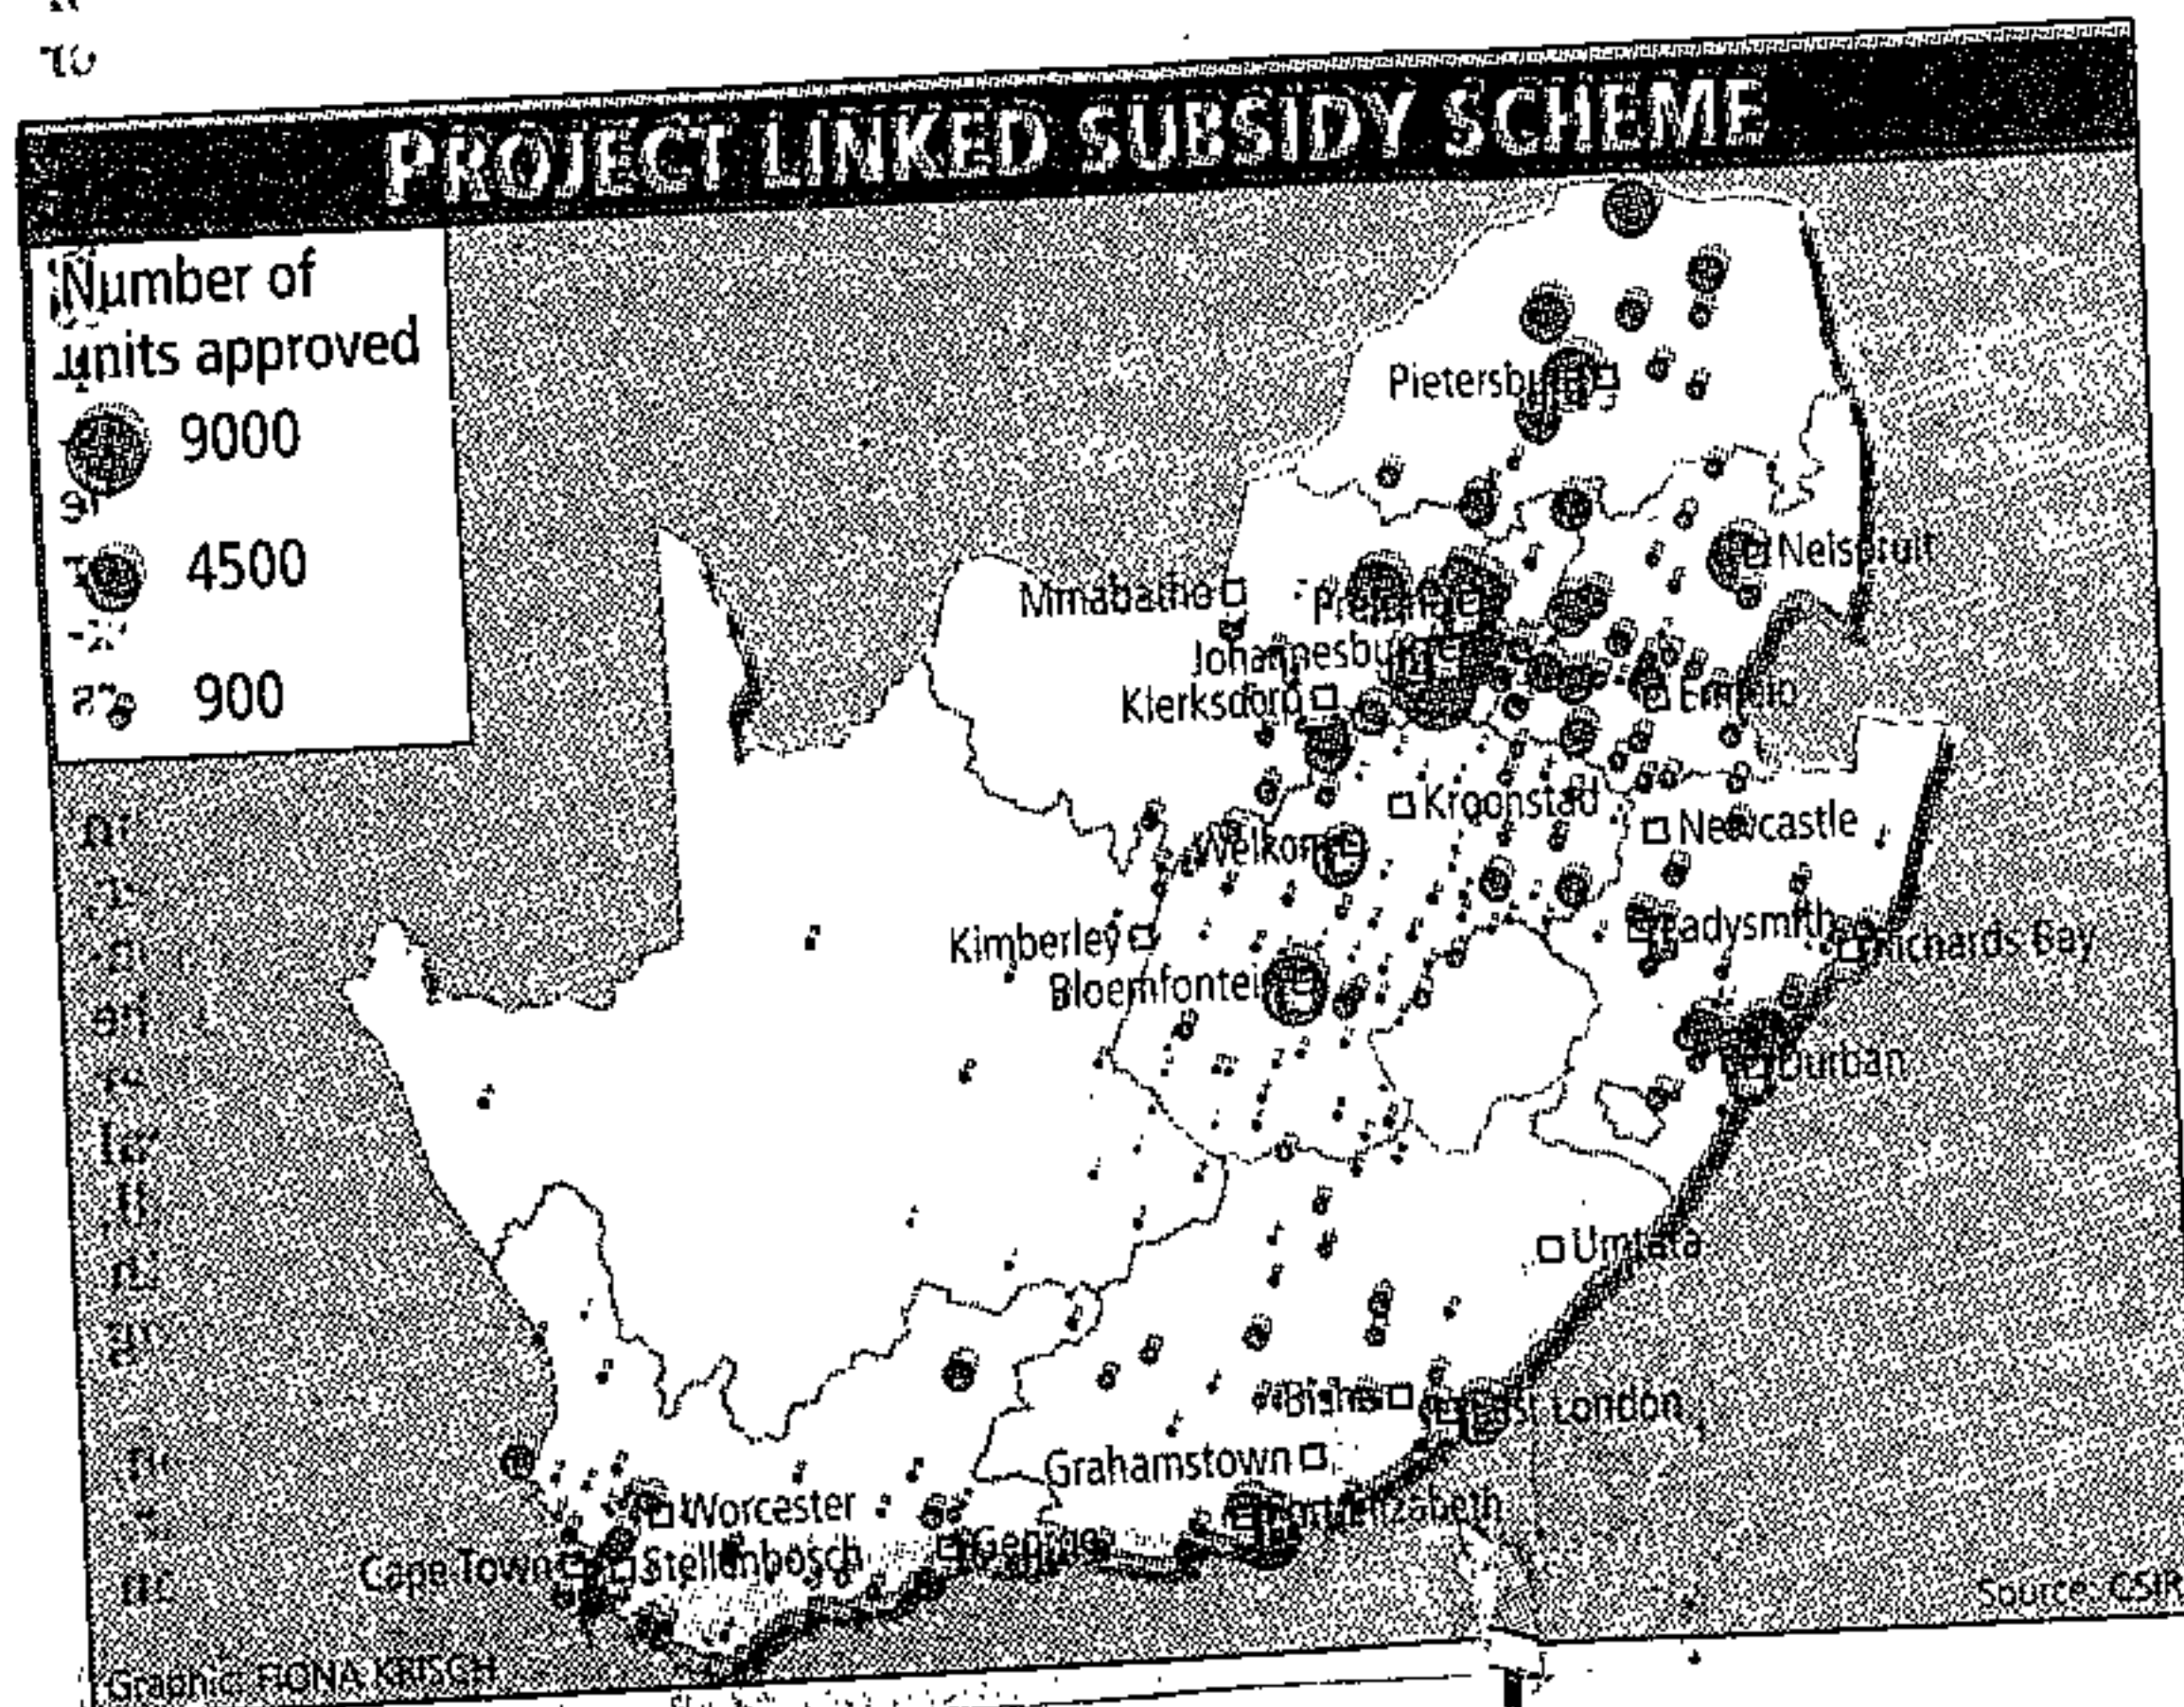 PROJECT LINKED SUBSIDY SCHEME
Number of
units approved
9000
4500
900
Pietersburg
Nelspruit
Mmabatho
Pretoria
Johannesburg
Klerksdorp
Ermelo
Kroonstad
Newcastle
Welkom
Kimberley
Ladysmith
Richards Bay
Bloemfontein
Durban
Umtata
Bisho
East London
Grahamstown
Port Elizabeth
Worcaster
George
Cape Town
Stellenbosch
Source: CSIR
Graphic: FIONA KRISCH